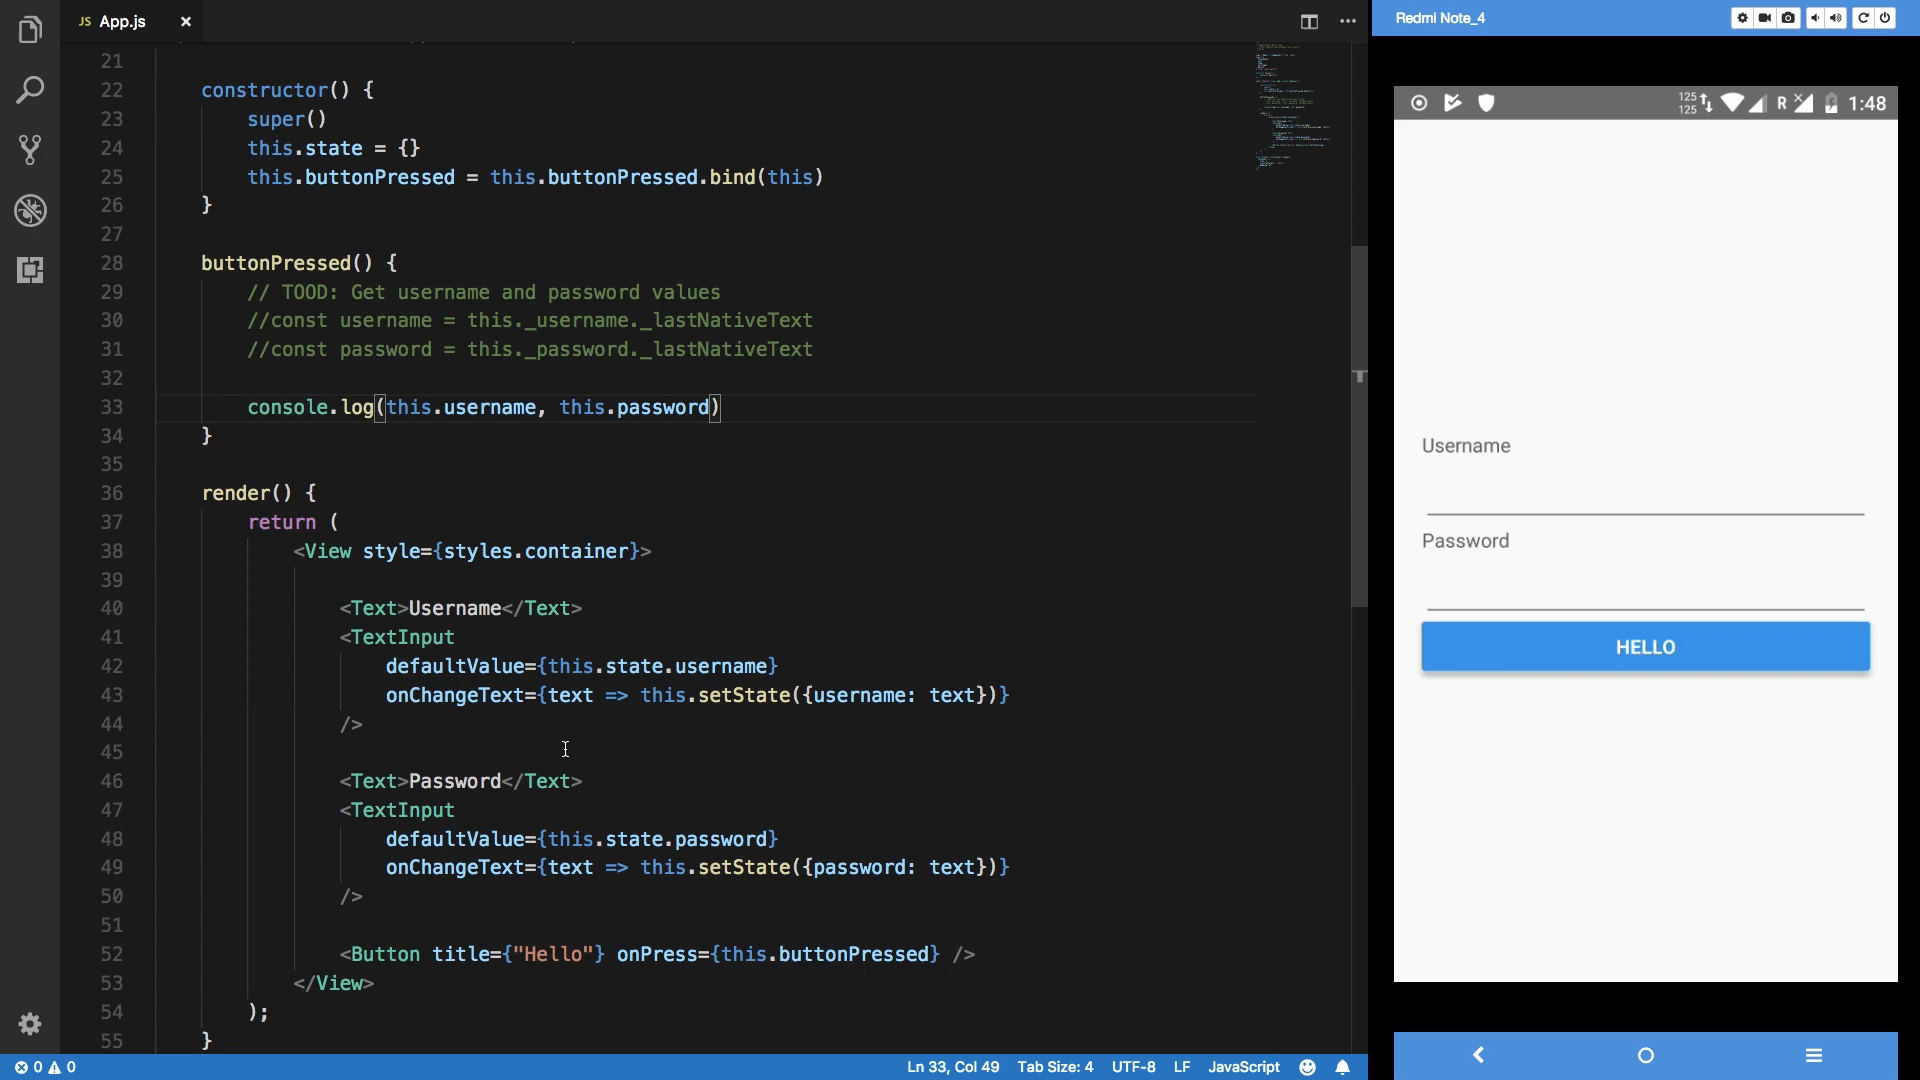 JS App.js ×
21
22 constructor() {
23 super()
24 this.state = {}
25 this.buttonPressed = this.buttonPressed.bind(this)
26 }
27
28 buttonPressed() {
29 // TOOD: Get username and password values
30 //const username = this._username._lastNativeText
31 //const password = this._password._lastNativeText
32
33 console.log(this.username, this.password)
34 }
35
36 render() {
37 return (
38 <View style={styles.container}>
39
40 <Text>Username</Text>
41 <TextInput
42 defaultValue={this.state.username}
43 onChangeText={text => this.setState({username: text})}
44 />
45
46 <Text>Password</Text>
47 <TextInput
48 defaultValue={this.state.password}
49 onChangeText={text => this.setState({password: text})}
50 />
51
52 <Button title={"Hello"} onPress={this.buttonPressed} />
53 </View>
54 );
55 }
0 0
Ln 33, Col 49 Tab Size: 4 UTF-8 LF JavaScript
Redmi Note_4
125
125
R 1:48
Username
Password
HELLO